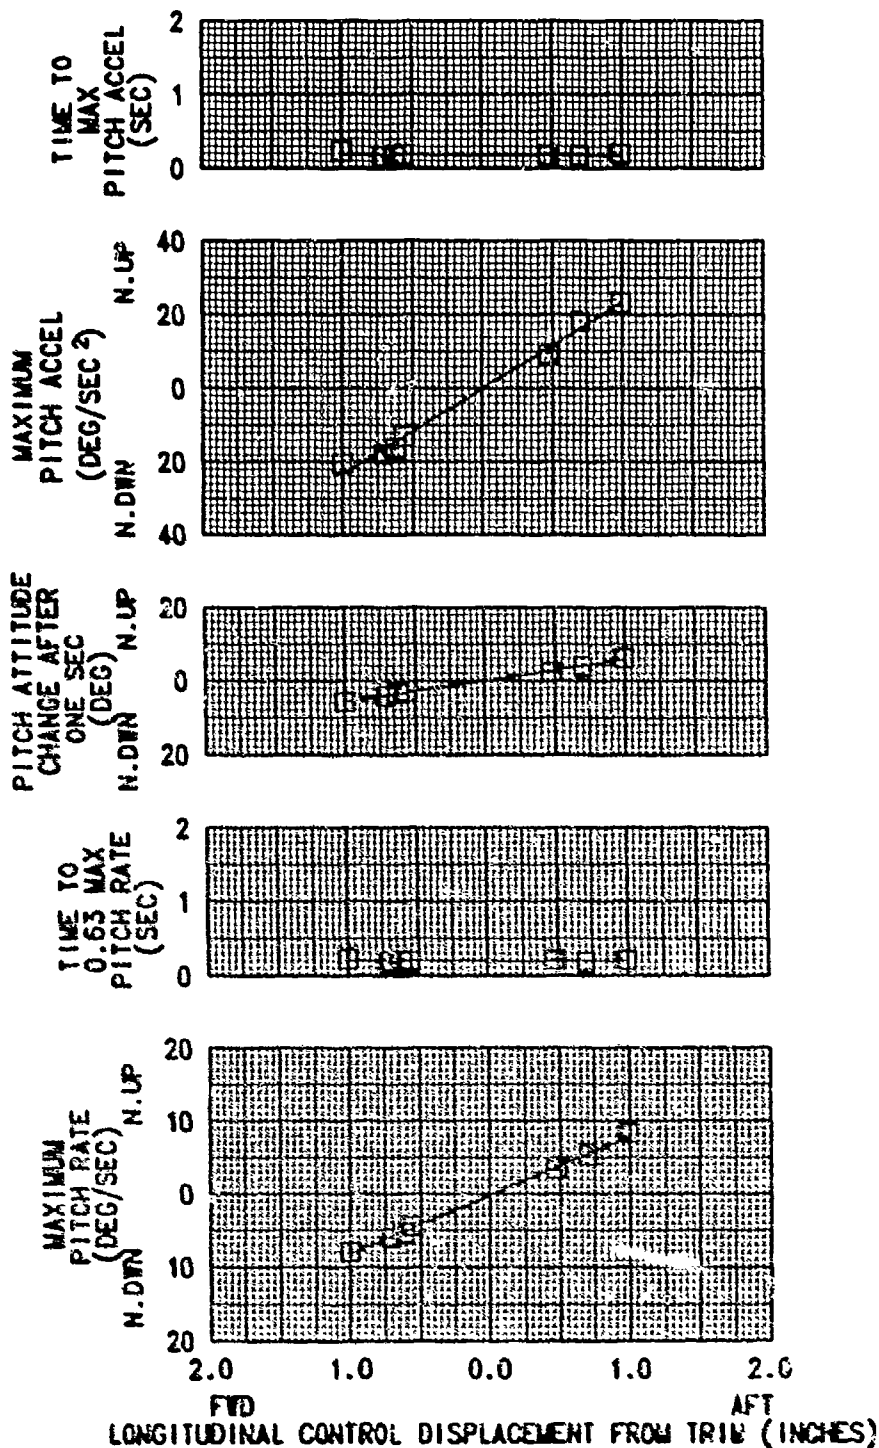 TIME TO
MAX
PITCH ACCEL
(SEC)
2
1
0
MAXIMUM
PITCH ACCEL
(DEG/SEC²)
N.DWN N.UP
40
20
0
20
40
PITCH ATTITUDE
CHANGE AFTER
ONE SEC
(DEG)
N.DWN N.UP
20
0
20
TIME TO
0.63 MAX
PITCH RATE
(SEC)
2
1
0
MAXIMUM
PITCH RATE
(DEG/SEC)
N.DWN N.UP
20
10
0
10
20
2.0 1.0 0.0 1.0 2.0
FWD AFT
LONGITUDINAL CONTROL DISPLACEMENT FROM TRIM (INCHES)